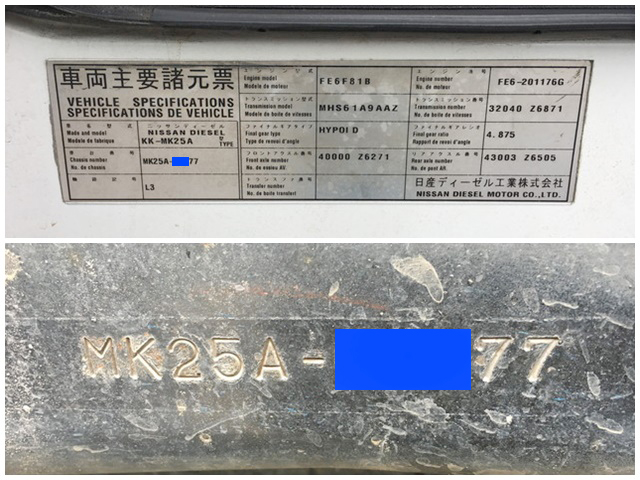 車両主要諸元票
VEHICLE SPECIFICATIONS
SPECIFICATIONS DE VEHICLE
車名型式 ニッサンディーゼル 型
Make and model NISSAN DIESEL
Modele de fabrique KK-MK25A TYPE
車台番号
Chassis number MK25A- 77
No. de chassis
機種記号 L3
エンジン型式
Engine model FE6F81B
Modele de moteur
トランスミッション型式
Transmission model MHS61A9AAZ
Modele de boite de vitesses
ファイナルギアタイプ
Final gear type HYPOID
Type de renvoi d'angle
フロントアクスル番号
Front axle number 40000 Z6271
No. de essieu AV.
トランスファ番号
Transfer number
No. de boite transfert
エンジン番号
Engine number FE6-201176G
No. de moteur
トランスミッション番号
Transmission number 32040 Z6871
No. de boite de vitesses
ファイナルギアレシオ
Final gear ratio 4.875
Rapport de renvoi d'angle
リアアクスル番号
Rear axle number 43003 Z6505
No. de pont AR.
日産ディーゼル工業株式会社
NISSAN DIESEL MOTOR CO.,LTD.
MK25A- 77